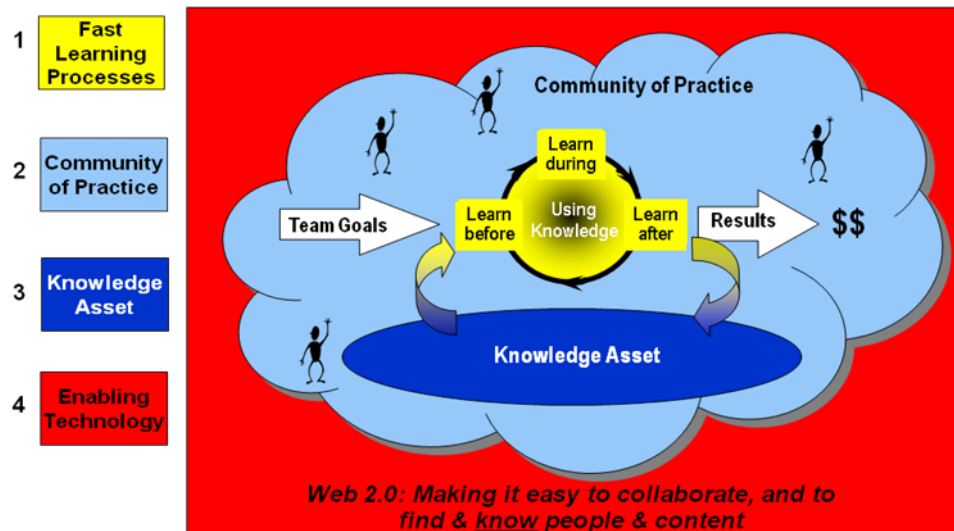 1
Fast
Learning
Processes
2
Community
of Practice
3
Knowledge
Asset
4
Enabling
Technology
Community of Practice
Learn
during
Team Goals
Learn
before
Using
Knowledge
Learn
after
Results
$$
Knowledge Asset
Web 2.0: Making it easy to collaborate, and to
find & know people & content